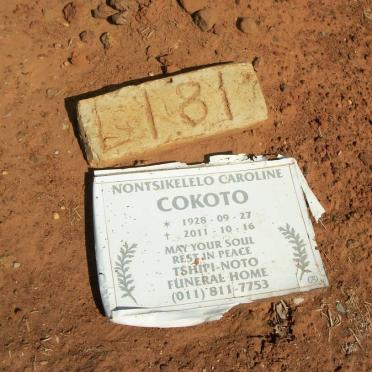 181
NONTSIKELELO CAROLINE
COKOTO
* 1928 - 09 - 27
† 2011 - 10 - 16
MAY YOUR SOUL
REST IN PEACE
TSHIPI-NOTO
FUNERAL HOME
(011) 811-7753